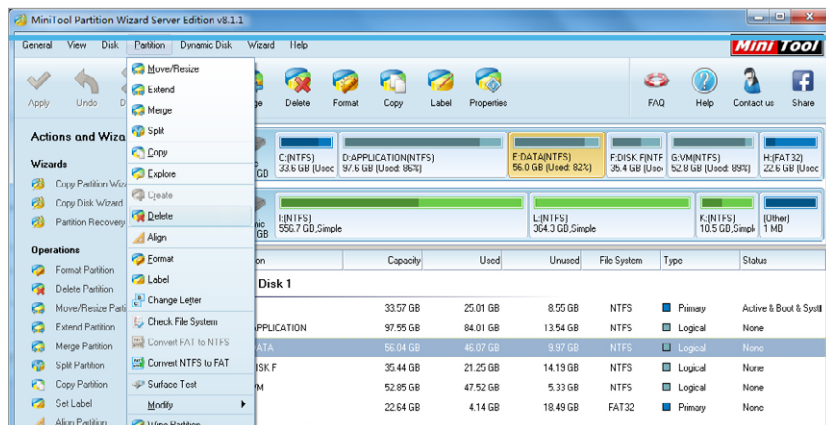 MiniTool Partition Wizard Server Edition v8.1.1
General View Disk Partition Dynamic Disk Wizard Help
Mini Tool
Apply Undo Delete Format Copy Label Properties FAQ Help Contact us Share
Move/Resize
Extend
Merge
Split
Copy
Explore
Create
Delete
Align
Format
Label
Change Letter
Check File System
Convert FAT to NTFS
Convert NTFS to FAT
Surface Test
Modify
Wipe Partition
Actions and Wiza
Wizards
Copy Partition Wiz
Copy Disk Wizard
Partition Recovery
Operations
Format Partition
Delete Partition
Move/Resize Parti
Extend Partition
Merge Partition
Split Partition
Copy Partition
Set Label
Align Partition
GB
C:(NTFS) D:APPLICATION(NTFS) E:DATA(NTFS) F:DISK F(NTF G:VM(NTFS) H:(FAT32)
33.6 GB (Usec 97.6 GB (Used: 86%) 56.0 GB (Used: 82%) 35.4 GB (Usec 52.8 GB (Used: 89%) 22.6 GB (Usec
GB
I:(NTFS) L:(NTFS) K:(NTFS) (Other)
556.7 GB,Simple 364.3 GB,Simple 10.5 GB,Simpl 1 MB
on Capacity Used Unused File System Type Status
Disk 1
33.57 GB 25.01 GB 8.55 GB NTFS Primary Active & Boot & Syst
APPLICATION 97.55 GB 84.01 GB 13.54 GB NTFS Logical None
DATA 56.04 GB 46.07 GB 9.97 GB NTFS Logical None
ISK F 35.44 GB 21.25 GB 14.19 GB NTFS Logical None
VM 52.85 GB 47.52 GB 5.33 GB NTFS Logical None
22.64 GB 4.14 GB 18.49 GB FAT32 Primary None